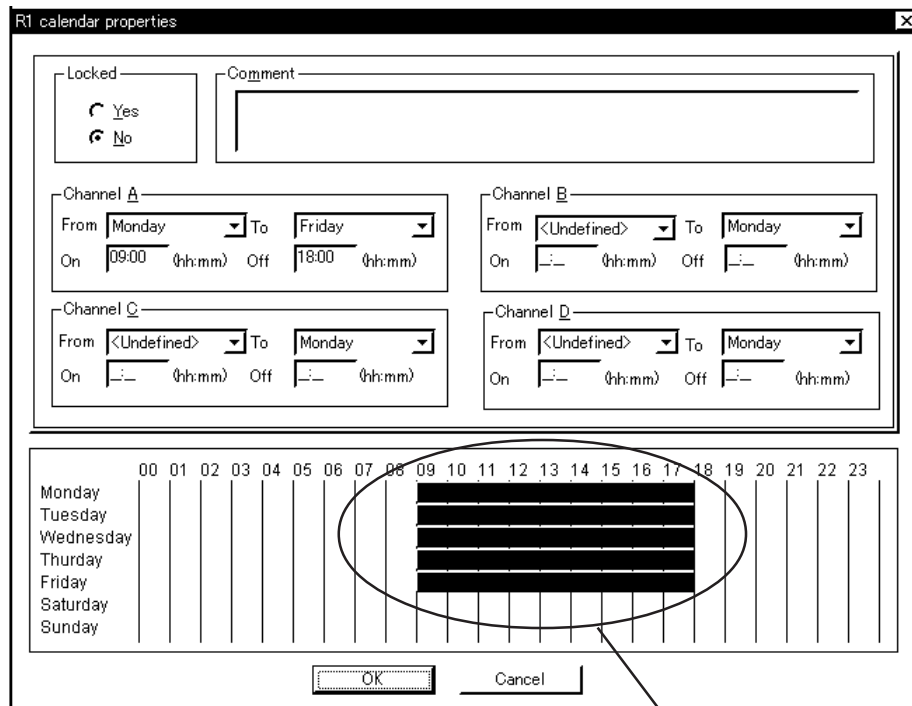 R1 calendar properties
Locked
Yes
No
Comment
Channel A
From Monday To Friday
On 09:00 (hh:mm) Off 18:00
Channel B
From <Undefined> To Monday
On _:_ (hh:mm) Off _:_ (hh:mm)
Channel C
From <Undefined> To Monday
On _:_ (hh:mm) Off _:_ (hh:mm)
Channel D
From <Undefined> To Monday
On _:_ (hh:mm) Off _:_ (hh:mm)
00 01 02 03 04 05 06 07 08 09 10 11 12 13 14 15 16 17 18 19 20 21 22 23
Monday
Tuesday
Wednesday
Thurday
Friday
Saturday
Sunday
OK Cancel